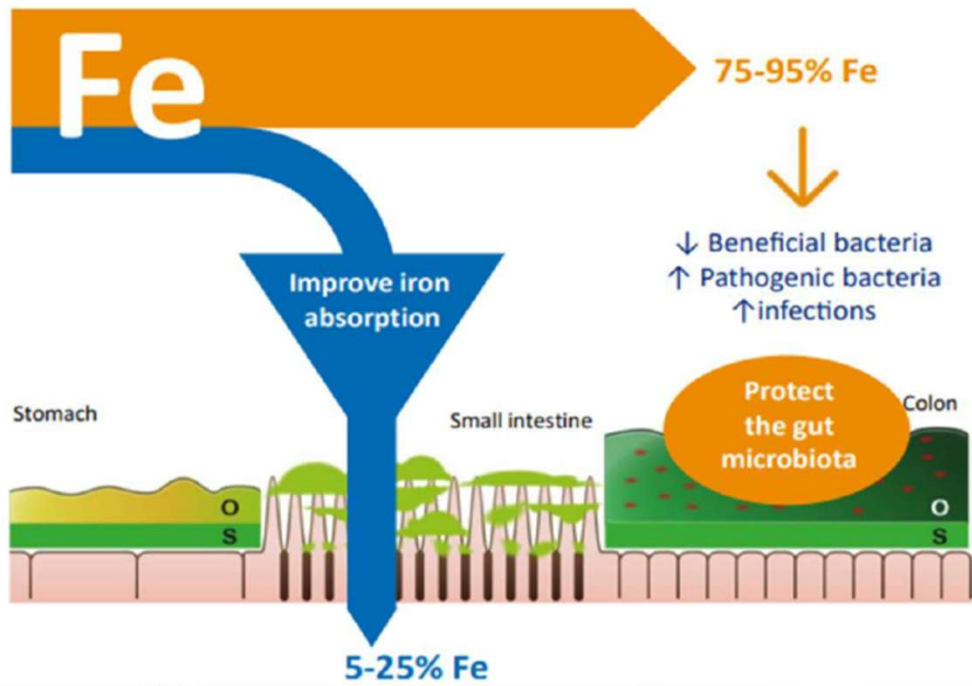 Fe
75-95% Fe
↓ Beneficial bacteria
↑ Pathogenic bacteria
↑infections
Improve iron
absorption
Stomach
Small intestine
Colon
Protect
the gut
microbiota
O
S
O
S
5-25% Fe